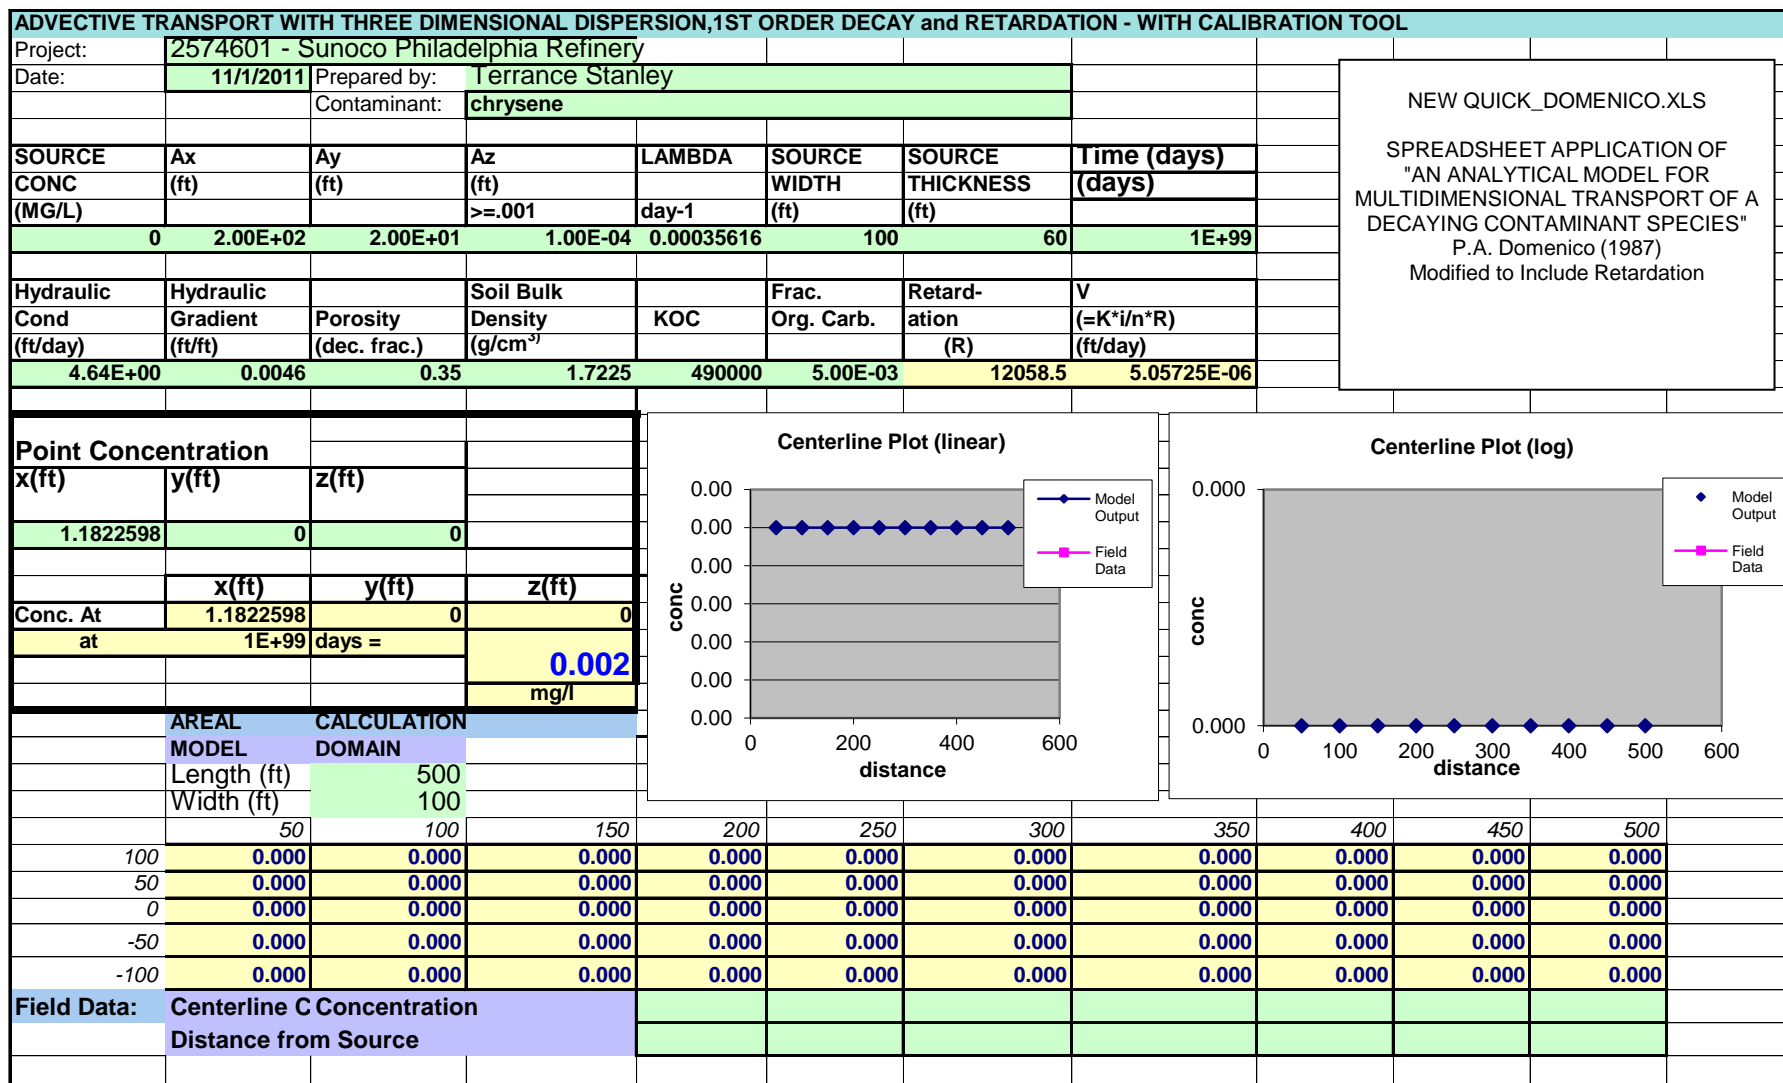 ADVECTIVE TRANSPORT WITH THREE DIMENSIONAL DISPERSION,1ST ORDER DECAY and RETARDATION - WITH CALIBRATION TOOL
Project: 2574601 - Sunoco Philadelphia Refinery
Date: 11/1/2011 Prepared by: Terrance Stanley
Contaminant: chrysene
NEW QUICK_DOMENICO.XLS
SPREADSHEET APPLICATION OF
"AN ANALYTICAL MODEL FOR
MULTIDIMENSIONAL TRANSPORT OF A
DECAYING CONTAMINANT SPECIES"
P.A. Domenico (1987)
Modified to Include Retardation
SOURCE Ax Ay Az LAMBDA SOURCE SOURCE Time (days)
CONC (ft) (ft) (ft) WIDTH THICKNESS (days)
(MG/L) >=.001 day-1 (ft) (ft)
0 2.00E+02 2.00E+01 1.00E-04 0.00035616 100 60 1E+99
Hydraulic Hydraulic Soil Bulk Frac. Retard- V
Cond Gradient Porosity Density KOC Org. Carb. ation (=K*i/n*R)
(ft/day) (ft/ft) (dec. frac.) (g/cm3) (R) (ft/day)
4.64E+00 0.0046 0.35 1.7225 490000 5.00E-03 12058.5 5.05725E-06
Point Concentration
x(ft) y(ft) z(ft)
1.1822598 0 0
x(ft) y(ft) z(ft)
Conc. At 1.1822598 0 0
at 1E+99 days =
0.002
mg/l
AREAL CALCULATION
MODEL DOMAIN
Length (ft) 500
Width (ft) 100
Centerline Plot (linear)
0.00
0.00
0.00
0.00
0.00
0.00
0.00
conc
0 200 400 600
distance
Model Output
Field Data
Centerline Plot (log)
0.000
0.000
conc
0 100 200 300 400 500 600
distance
Model Output
Field Data
50 100 150 200 250 300 350 400 450 500
100 0.000 0.000 0.000 0.000 0.000 0.000 0.000 0.000 0.000 0.000
50 0.000 0.000 0.000 0.000 0.000 0.000 0.000 0.000 0.000 0.000
0 0.000 0.000 0.000 0.000 0.000 0.000 0.000 0.000 0.000 0.000
-50 0.000 0.000 0.000 0.000 0.000 0.000 0.000 0.000 0.000 0.000
-100 0.000 0.000 0.000 0.000 0.000 0.000 0.000 0.000 0.000 0.000
Field Data: Centerline C Concentration
Distance from Source